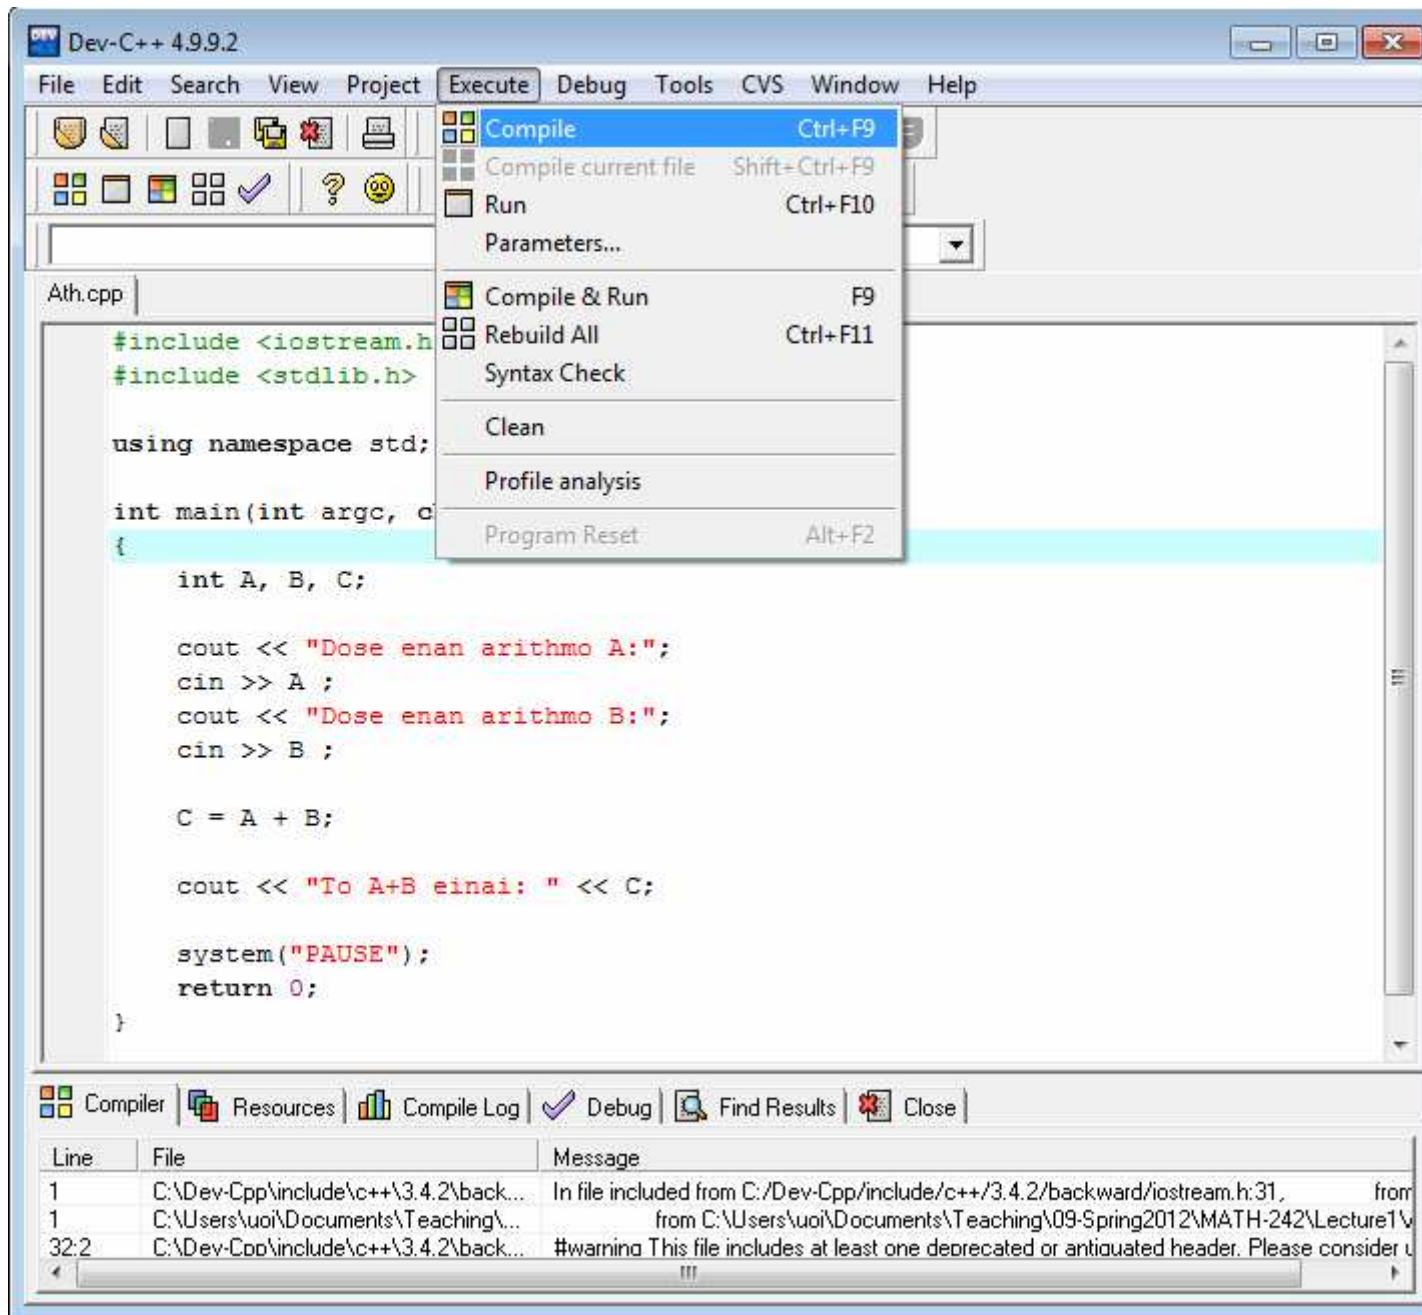 Dev-C++ 4.9.9.2
File Edit Search View Project Execute Debug Tools CVS Window Help
Compile Ctrl+F9
Compile current file Shift+Ctrl+F9
Run Ctrl+F10
Parameters...
Compile & Run F9
Rebuild All Ctrl+F11
Syntax Check
Clean
Profile analysis
Program Reset Alt+F2
Ath.cpp
#include <iostream.h
#include <stdlib.h>
using namespace std;
int main(int argc, c
{
int A, B, C;
cout << "Dose enan arithmo A:";
cin >> A ;
cout << "Dose enan arithmo B:";
cin >> B ;
C = A + B;
cout << "To A+B einai: " << C;
system("PAUSE");
return 0;
}
Compiler Resources Compile Log Debug Find Results Close
Line File Message
1 C:\Dev-Cpp\include\c++\3.4.2\back... In file included from C:/Dev-Cpp/include/c++/3.4.2/backward/iostream.h:31, from
1 C:\Users\uoi\Documents\Teaching\... from C:\Users\uoi\Documents\Teaching\09-Spring2012\MATH-242\Lecture1\
32:2 C:\Dev-Cpp\include\c++\3.4.2\back... #warning This file includes at least one deprecated or antiquated header. Please consider